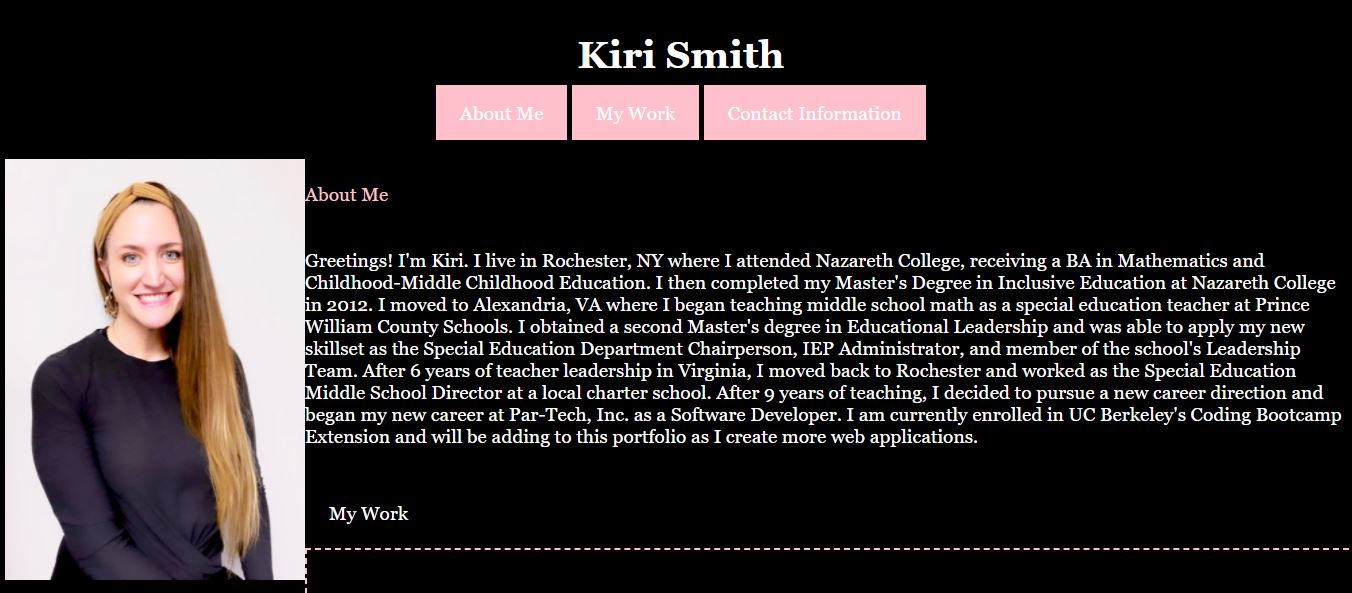 Kiri Smith
About Me
My Work
Contact Information
About Me
Greetings! I'm Kiri. I live in Rochester, NY where I attended Nazareth College, receiving a BA in Mathematics and
Childhood-Middle Childhood Education. I then completed my Master's Degree in Inclusive Education at Nazareth College
in 2012. I moved to Alexandria, VA where I began teaching middle school math as a special education teacher at Prince
William County Schools. I obtained a second Master's degree in Educational Leadership and was able to apply my new
skillset as the Special Education Department Chairperson, IEP Administrator, and member of the school's Leadership
Team. After 6 years of teacher leadership in Virginia, I moved back to Rochester and worked as the Special Education
Middle School Director at a local charter school. After 9 years of teaching, I decided to pursue a new career direction and
began my new career at Par-Tech, Inc. as a Software Developer. I am currently enrolled in UC Berkeley's Coding Bootcamp
Extension and will be adding to this portfolio as I create more web applications.
My Work